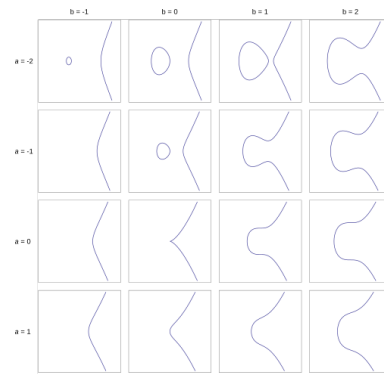 b = -1 b = 0 b = 1 b = 2
a = -2
a = -1
a = 0
a = 1